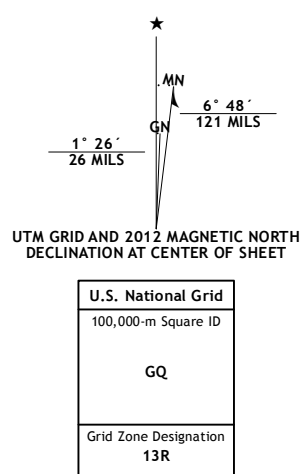 ★
MN
GN
6° 48´
121 MILS
1° 26´
26 MILS
UTM GRID AND 2012 MAGNETIC NORTH
DECLINATION AT CENTER OF SHEET
U.S. National Grid
100,000-m Square ID
GQ
Grid Zone Designation
13R